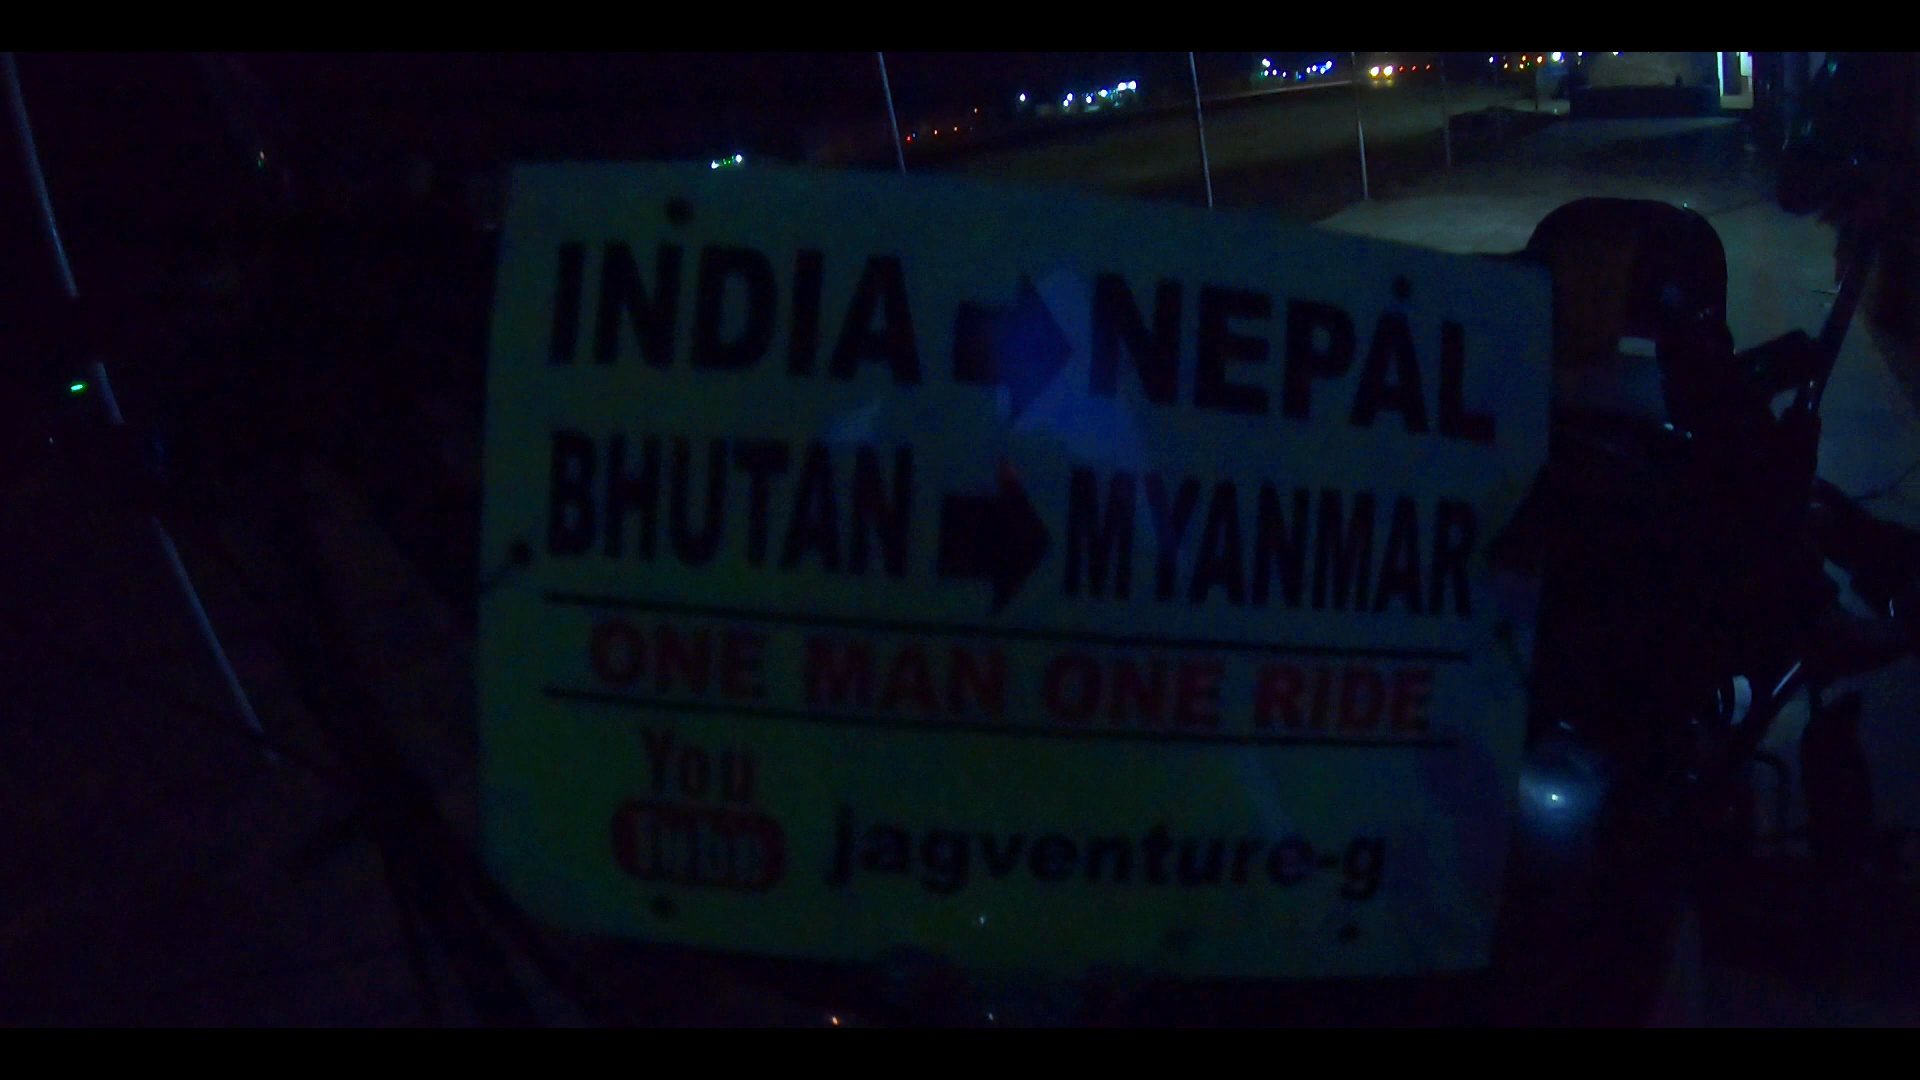 INDIA ➡ NEPAL
BHUTAN ➡ MYANMAR
ONE MAN ONE RIDE
You
Tube jagventure-g